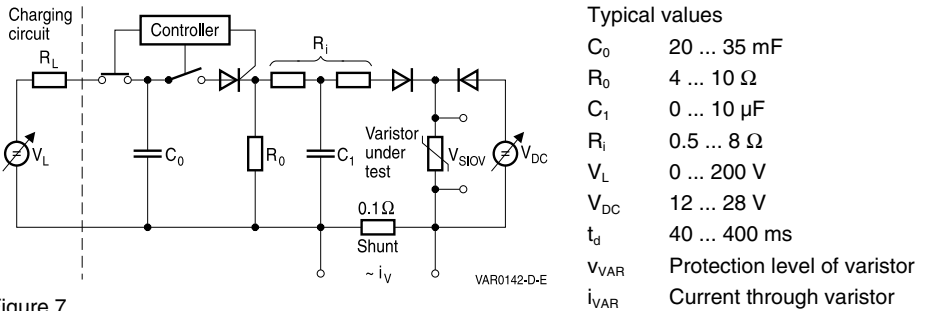 Charging
circuit
Controller
R_L
R_i
V_L
C_0
R_0
C_1
Varistor
under
test
V_SIOV
V_DC
0.1 Ω
Shunt
~ i_V
VAR0142-D-E
igure 7
Typical values
C_0 20 ... 35 mF
R_0 4 ... 10 Ω
C_1 0 ... 10 μF
R_i 0.5 ... 8 Ω
V_L 0 ... 200 V
V_DC 12 ... 28 V
t_d 40 ... 400 ms
v_VAR Protection level of varistor
i_VAR Current through varistor